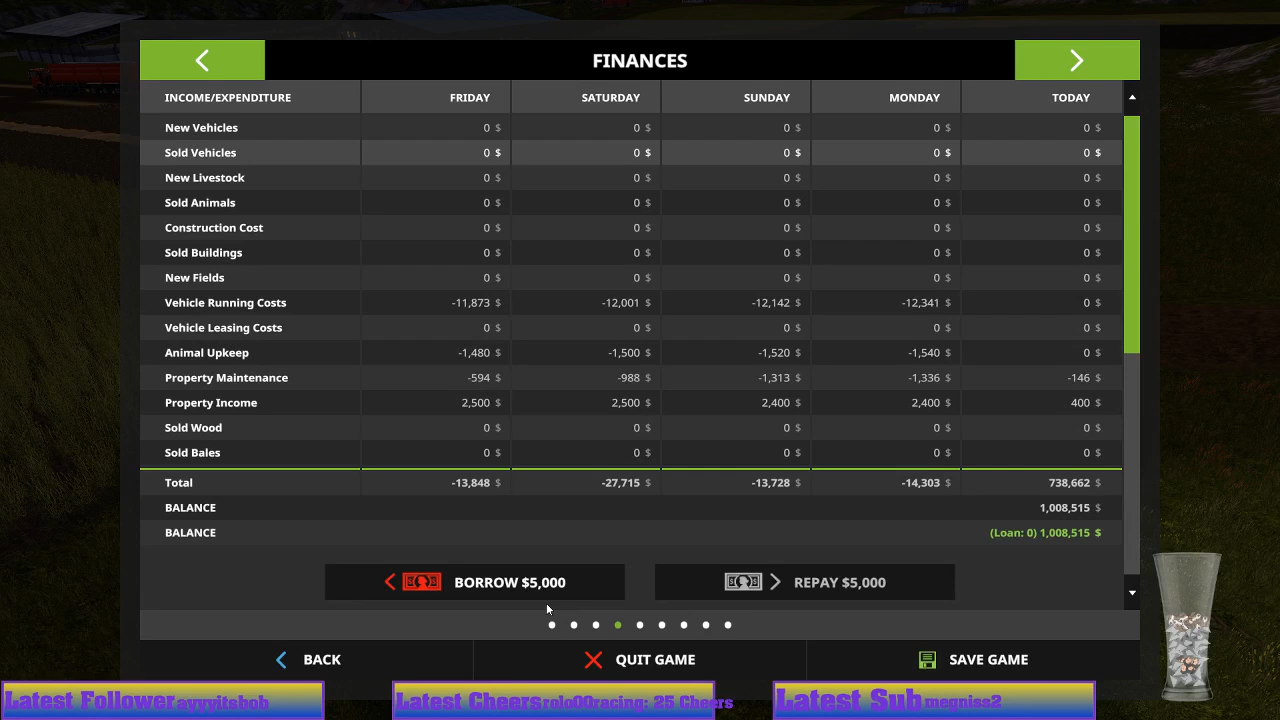 FINANCES
INCOME/EXPENDITURE FRIDAY SATURDAY SUNDAY MONDAY TODAY
New Vehicles 0 $ 0 $ 0 $ 0 $ 0 $
Sold Vehicles 0 $ 0 $ 0 $ 0 $ 0 $
New Livestock 0 $ 0 $ 0 $ 0 $ 0 $
Sold Animals 0 $ 0 $ 0 $ 0 $ 0 $
Construction Cost 0 $ 0 $ 0 $ 0 $ 0 $
Sold Buildings 0 $ 0 $ 0 $ 0 $ 0 $
New Fields 0 $ 0 $ 0 $ 0 $ 0 $
Vehicle Running Costs -11,873 $ -12,001 $ -12,142 $ -12,341 $ 0 $
Vehicle Leasing Costs 0 $ 0 $ 0 $ 0 $ 0 $
Animal Upkeep -1,480 $ -1,500 $ -1,520 $ -1,540 $ 0 $
Property Maintenance -594 $ -988 $ -1,313 $ -1,336 $ -146 $
Property Income 2,500 $ 2,500 $ 2,400 $ 2,400 $ 400 $
Sold Wood 0 $ 0 $ 0 $ 0 $ 0 $
Sold Bales 0 $ 0 $ 0 $ 0 $ 0 $
Total -13,848 $ -27,715 $ -13,728 $ -14,303 $ 738,662 $
BALANCE 1,008,515 $
BALANCE (Loan: 0) 1,008,515 $
BORROW $5,000 REPAY $5,000
BACK QUIT GAME SAVE GAME
Latest Follower ayyyitsbob Latest Cheers rolo00racing: 25 Cheers Latest Sub megniss2